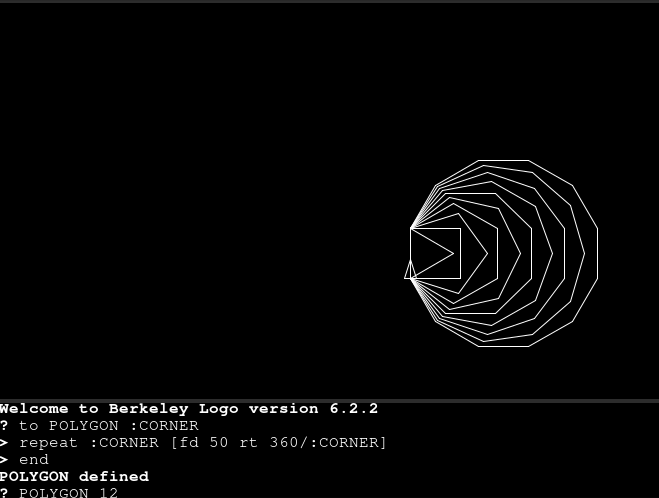 Welcome to Berkeley Logo version 6.2.2
? to POLYGON :CORNER
> repeat :CORNER [fd 50 rt 360/:CORNER]
> end
POLYGON defined
? POLYGON 12